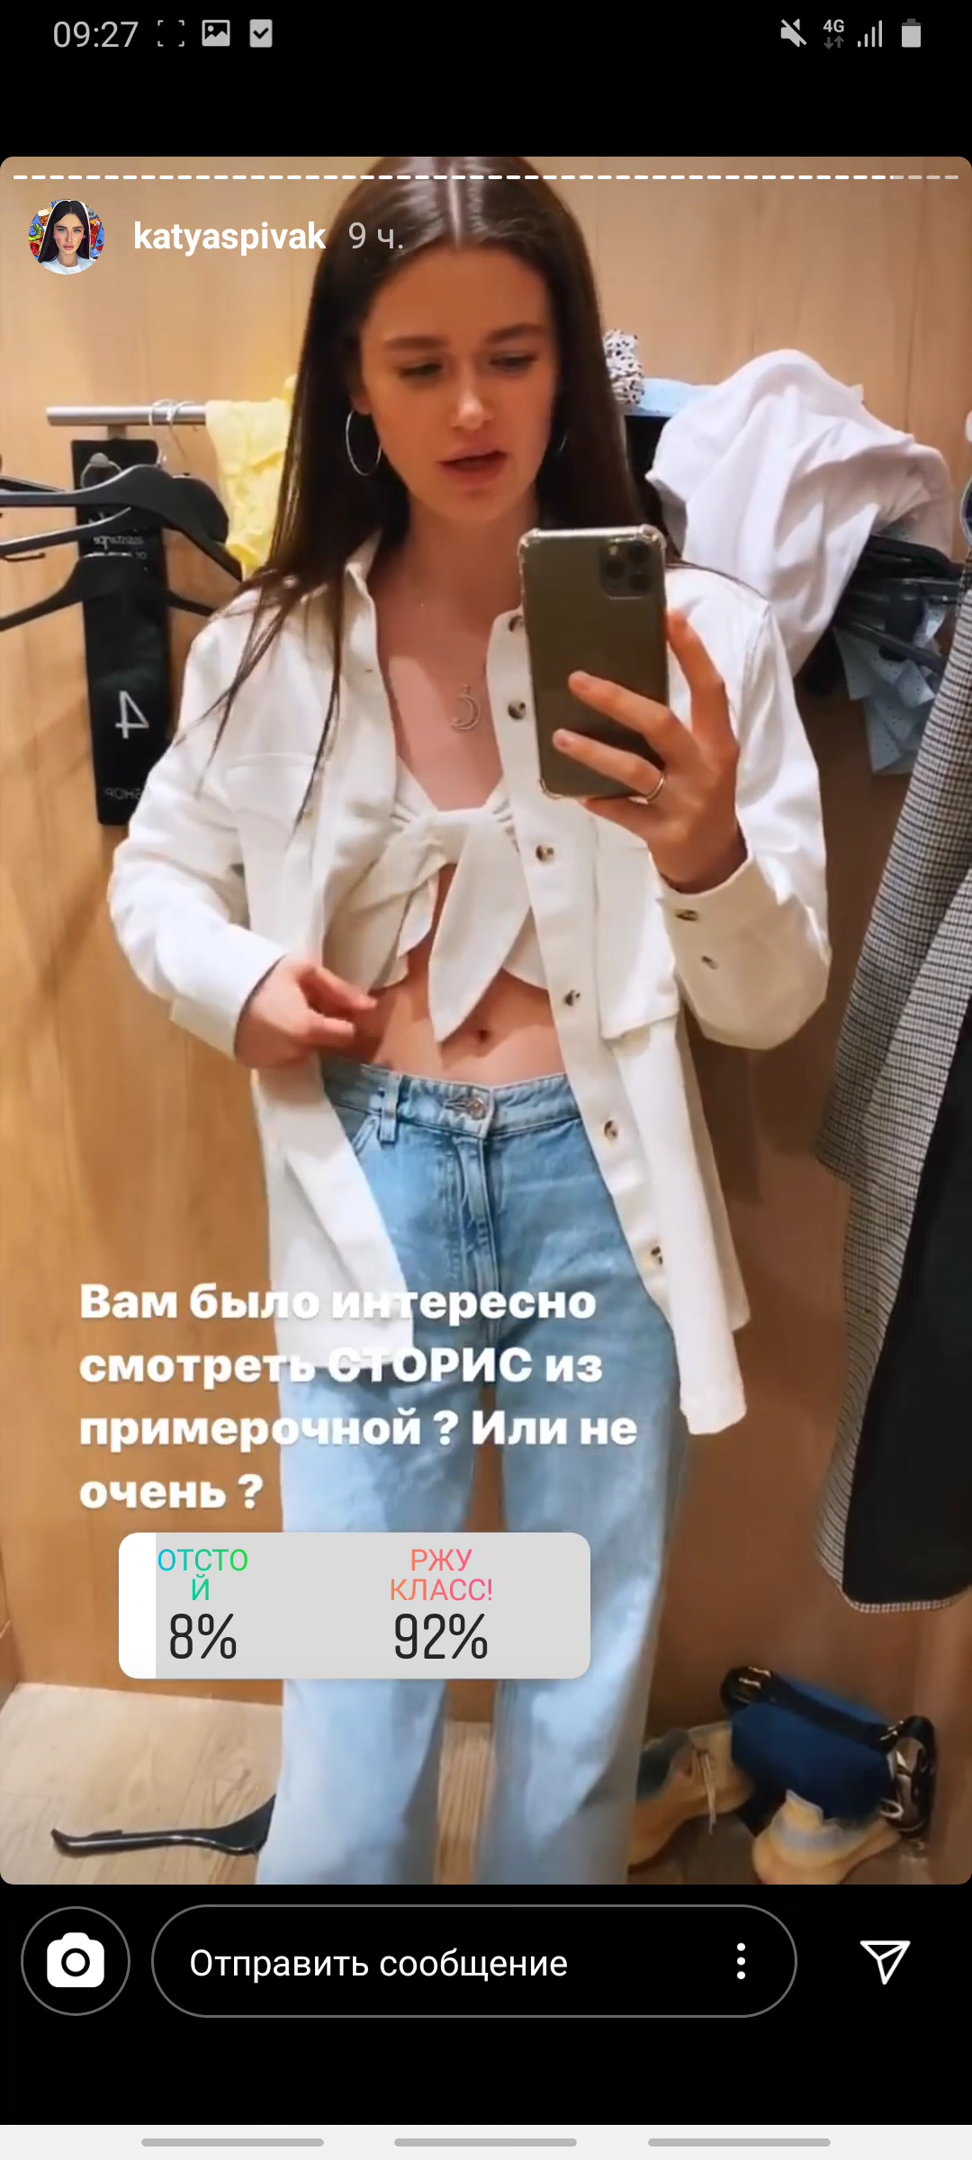 09:27
4G
katyaspivak 9 ч.
4
Вам было интересно
смотреть СТОРИС из
примерочной ? Или не
очень ?
ОТСТО
Й
8%
РЖУ
КЛАСС!
92%
Отправить сообщение